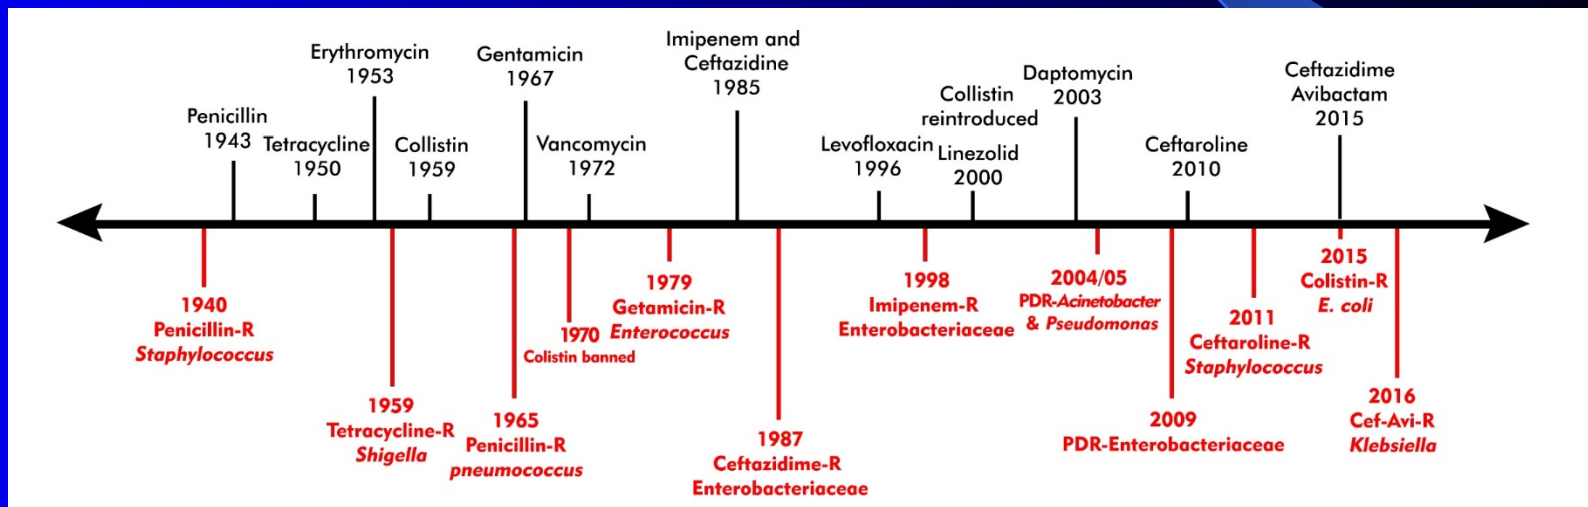 Penicillin
1943
Tetracycline
1950
Erythromycin
1953
Collistin
1959
Gentamicin
1967
Vancomycin
1972
Imipenem and
Ceftazidine
1985
Levofloxacin
1996
Collistin
reintroduced
Linezolid
2000
Daptomycin
2003
Ceftaroline
2010
Ceftazidime
Avibactam
2015
1940
Penicillin-R
Staphylococcus
1959
Tetracycline-R
Shigella
1965
Penicillin-R
pneumococcus
1970
Colistin banned
1979
Getamicin-R
Enterococcus
1987
Ceftazidime-R
Enterobacteriaceae
1998
Imipenem-R
Enterobacteriaceae
2004/05
PDR-Acinetobacter
& Pseudomonas
2009
PDR-Enterobacteriaceae
2011
Ceftaroline-R
Staphylococcus
2015
Colistin-R
E. coli
2016
Cef-Avi-R
Klebsiella